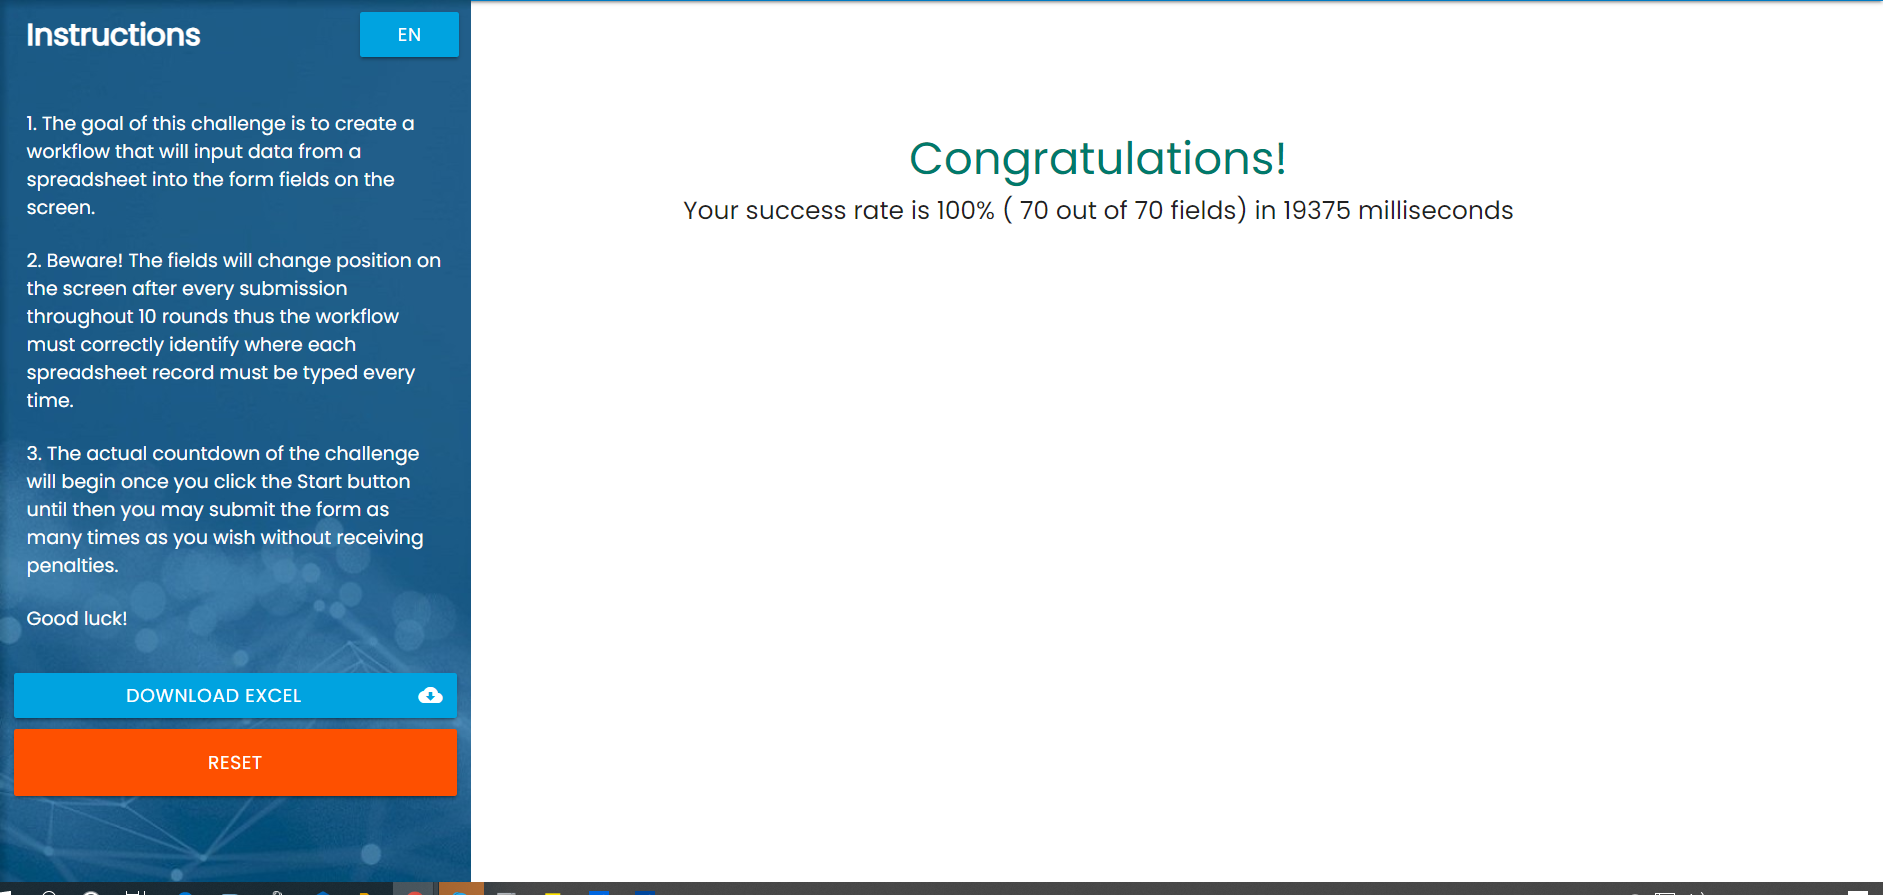 Instructions
EN
1. The goal of this challenge is to create a
workflow that will input data from a
spreadsheet into the form fields on the
screen.
2. Beware! The fields will change position on
the screen after every submission
throughout 10 rounds thus the workflow
must correctly identify where each
spreadsheet record must be typed every
time.
3. The actual countdown of the challenge
will begin once you click the Start button
until then you may submit the form as
many times as you wish without receiving
penalties.
Good luck!
DOWNLOAD EXCEL
RESET
Congratulations!
Your success rate is 100% ( 70 out of 70 fields) in 19375 milliseconds